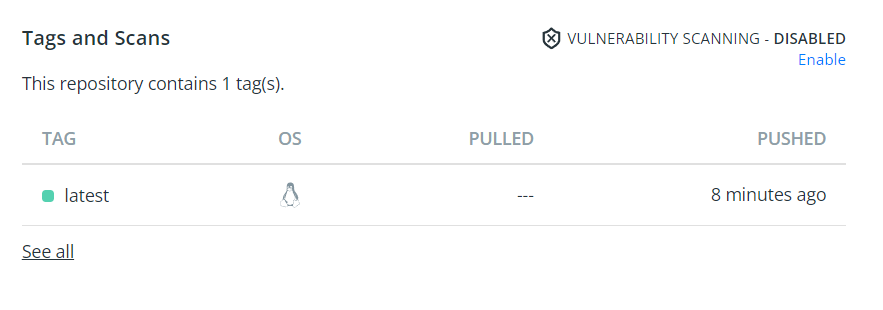 Tags and Scans
VULNERABILITY SCANNING - DISABLED
Enable
This repository contains 1 tag(s).
TAG OS PULLED PUSHED
latest --- 8 minutes ago
See all